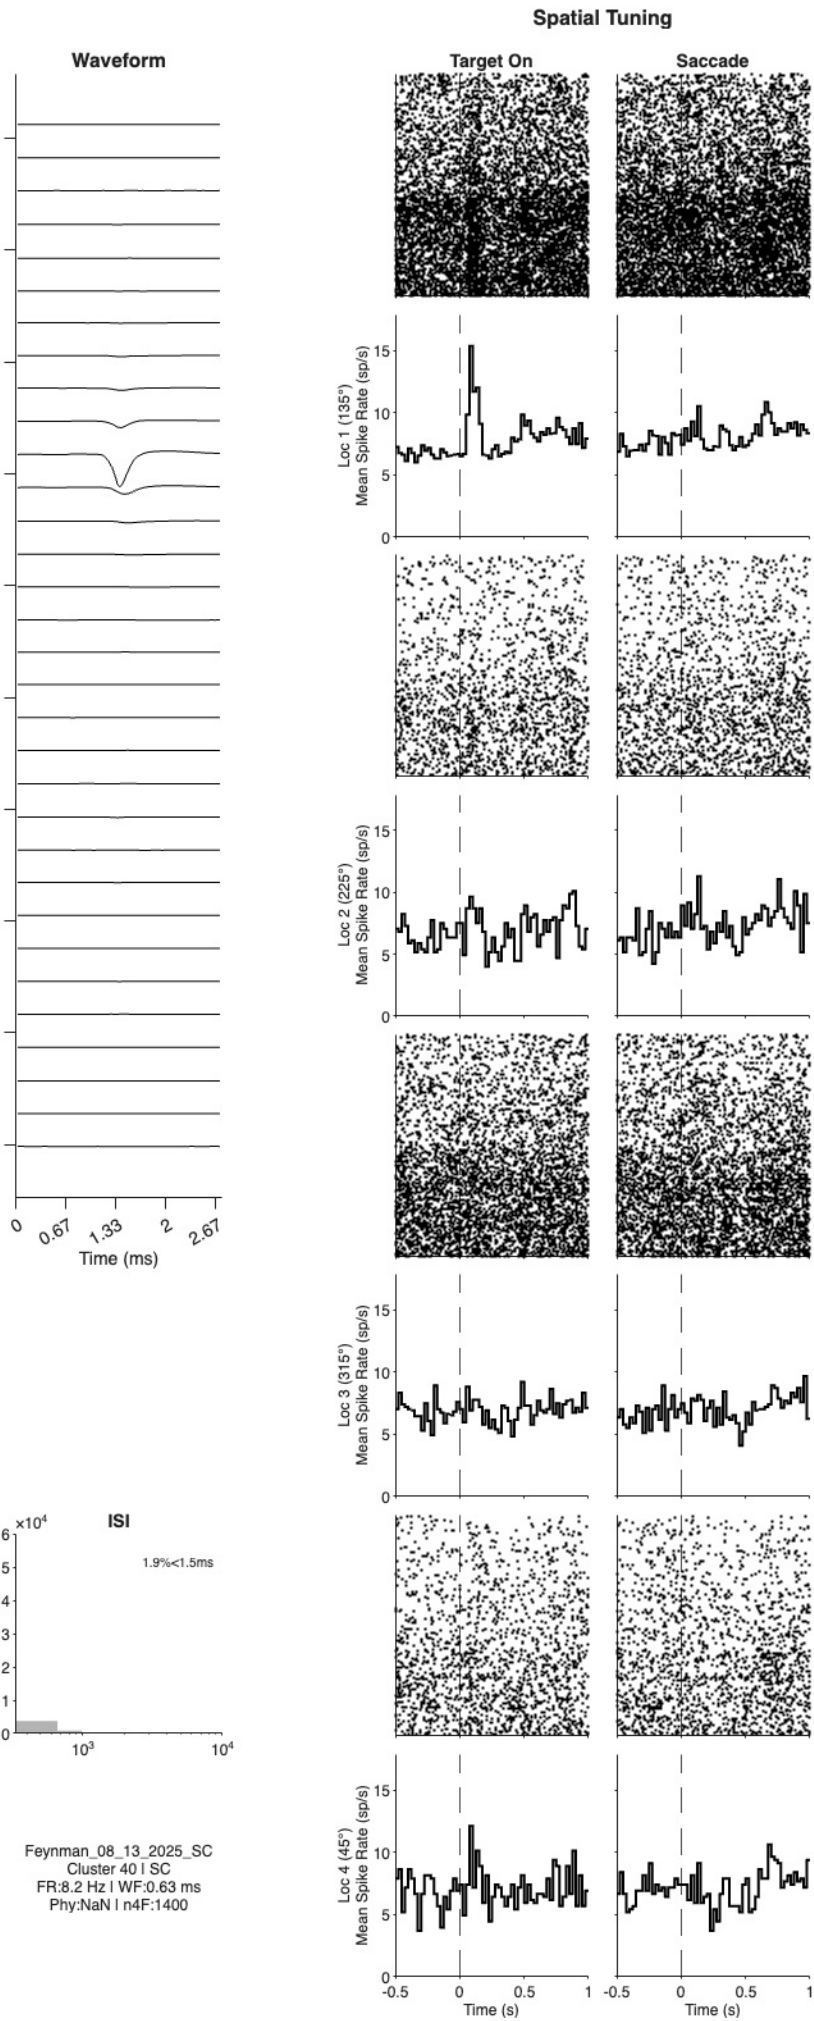 Spatial Tuning
Waveform
Target On
Saccade
15
10
5
0
Loc 1 (135°)
Mean Spike Rate (sp/s)
15
10
5
0
Loc 2 (225°)
Mean Spike Rate (sp/s)
15
10
5
0
Loc 3 (315°)
Mean Spike Rate (sp/s)
0 0.67 1.33 2 2.67
Time (ms)
×10⁴
ISI
1.9%<1.5ms
6
5
4
3
2
1
0
10³ 10⁴
Feynman_08_13_2025_SC
Cluster 40 | SC
FR:8.2 Hz | WF:0.63 ms
Phy:NaN | n4F:1400
15
10
5
0
Loc 4 (45°)
Mean Spike Rate (sp/s)
-0.5 0 0.5 1
Time (s)
-0.5 0 0.5 1
Time (s)